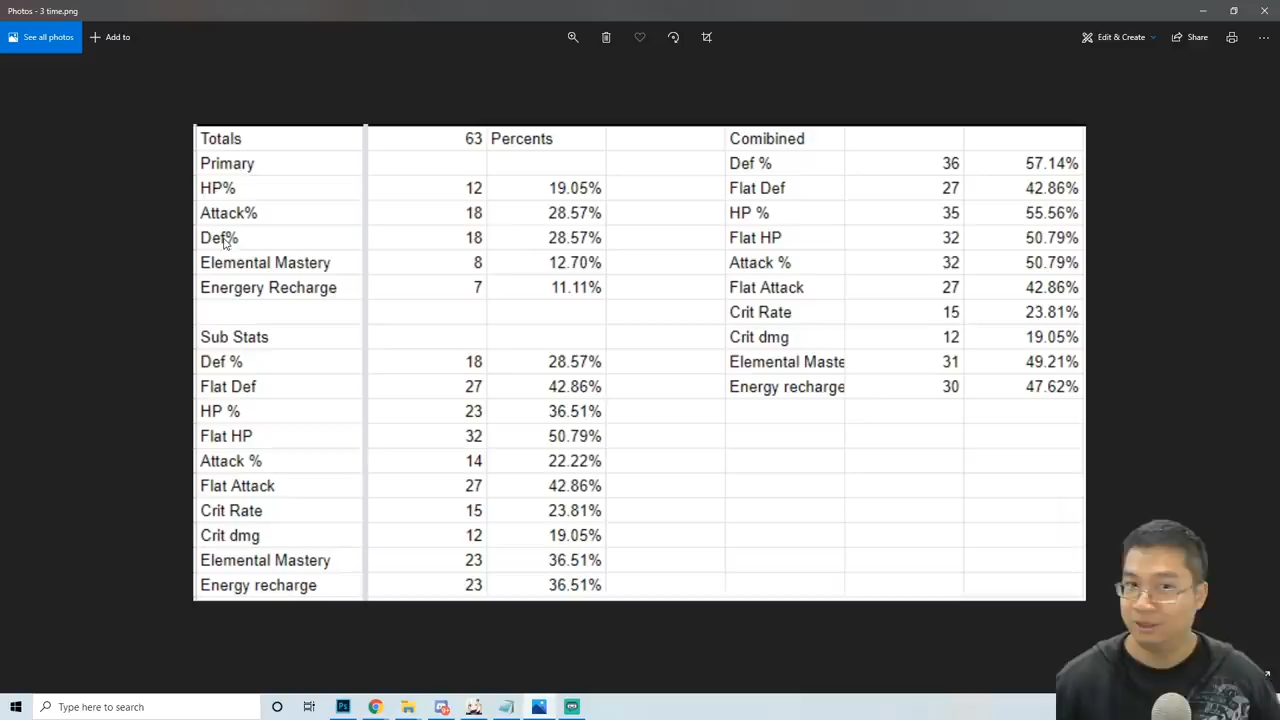 Photos - 3 time.png
See all photos Add to Edit & Create Share
Totals 63 Percents Comibined
Primary Def % 36 57.14%
HP% 12 19.05% Flat Def 27 42.86%
Attack% 18 28.57% HP % 35 55.56%
Def% 18 28.57% Flat HP 32 50.79%
Elemental Mastery 8 12.70% Attack % 32 50.79%
Energery Recharge 7 11.11% Flat Attack 27 42.86%
Crit Rate 15 23.81%
Sub Stats Crit dmg 12 19.05%
Def % 18 28.57% Elemental Maste 31 49.21%
Flat Def 27 42.86% Energy recharge 30 47.62%
HP % 23 36.51%
Flat HP 32 50.79%
Attack % 14 22.22%
Flat Attack 27 42.86%
Crit Rate 15 23.81%
Crit dmg 12 19.05%
Elemental Mastery 23 36.51%
Energy recharge 23 36.51%
Type here to search Ps